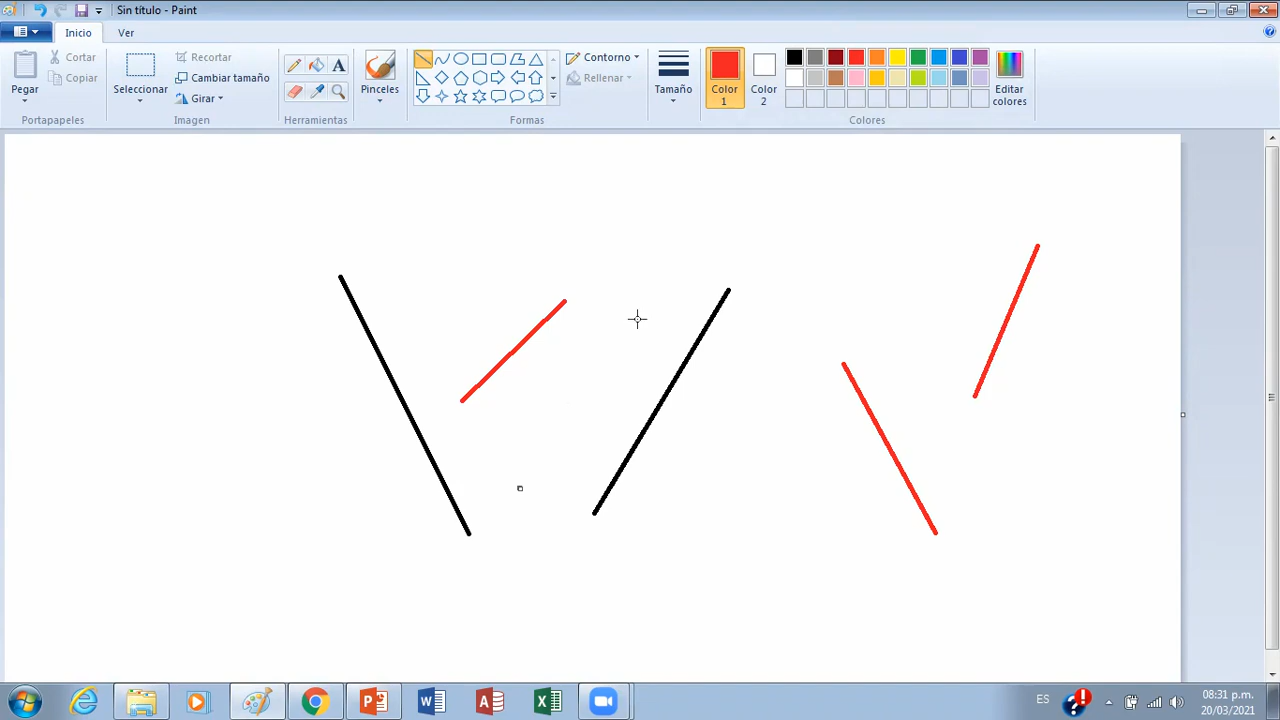 Sin título - Paint
Inicio
Ver
Pegar
Cortar
Copiar
Portapapeles
Seleccionar
Recortar
Cambiar tamaño
Girar
Imagen
A
Herramientas
Pinceles
Contorno
Rellenar
Formas
Tamaño
Color
1
Color
2
Editar
colores
Colores
ES
08:31 p.m.
20/03/2021